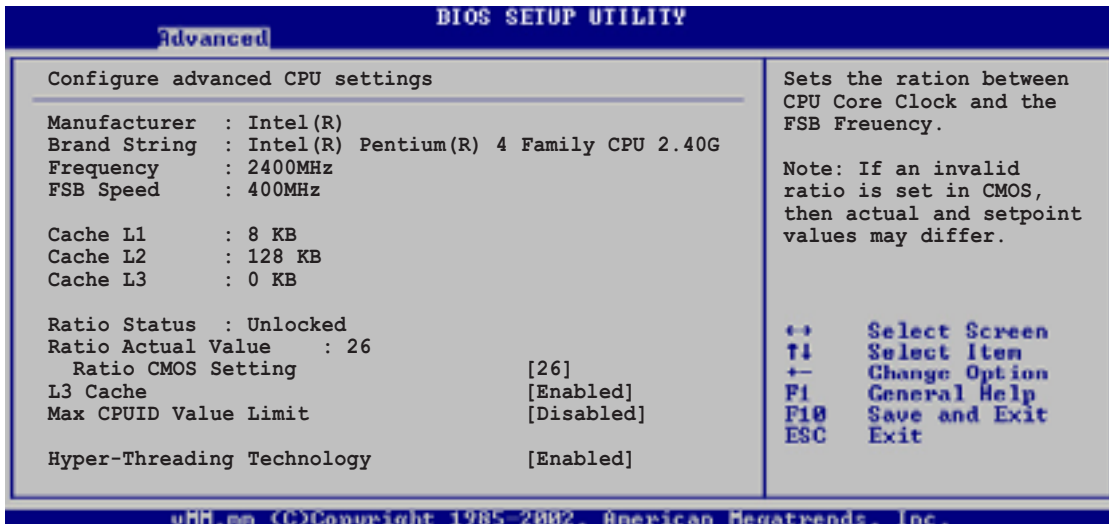 BIOS SETUP UTILITY
Advanced
Configure advanced CPU settings
Manufacturer : Intel(R)
Brand String : Intel(R) Pentium(R) 4 Family CPU 2.40G
Frequency : 2400MHz
FSB Speed : 400MHz
Cache L1 : 8 KB
Cache L2 : 128 KB
Cache L3 : 0 KB
Ratio Status : Unlocked
Ratio Actual Value : 26
Ratio CMOS Setting [26]
L3 Cache [Enabled]
Max CPUID Value Limit [Disabled]
Hyper-Threading Technology [Enabled]
Sets the ration between
CPU Core Clock and the
FSB Freuency.
Note: If an invalid
ratio is set in CMOS,
then actual and setpoint
values may differ.
↔ Select Screen
↑↓ Select Item
+- Change Option
F1 General Help
F10 Save and Exit
ESC Exit
(C)Copyright 1985-2002, American Megatrends, Inc.